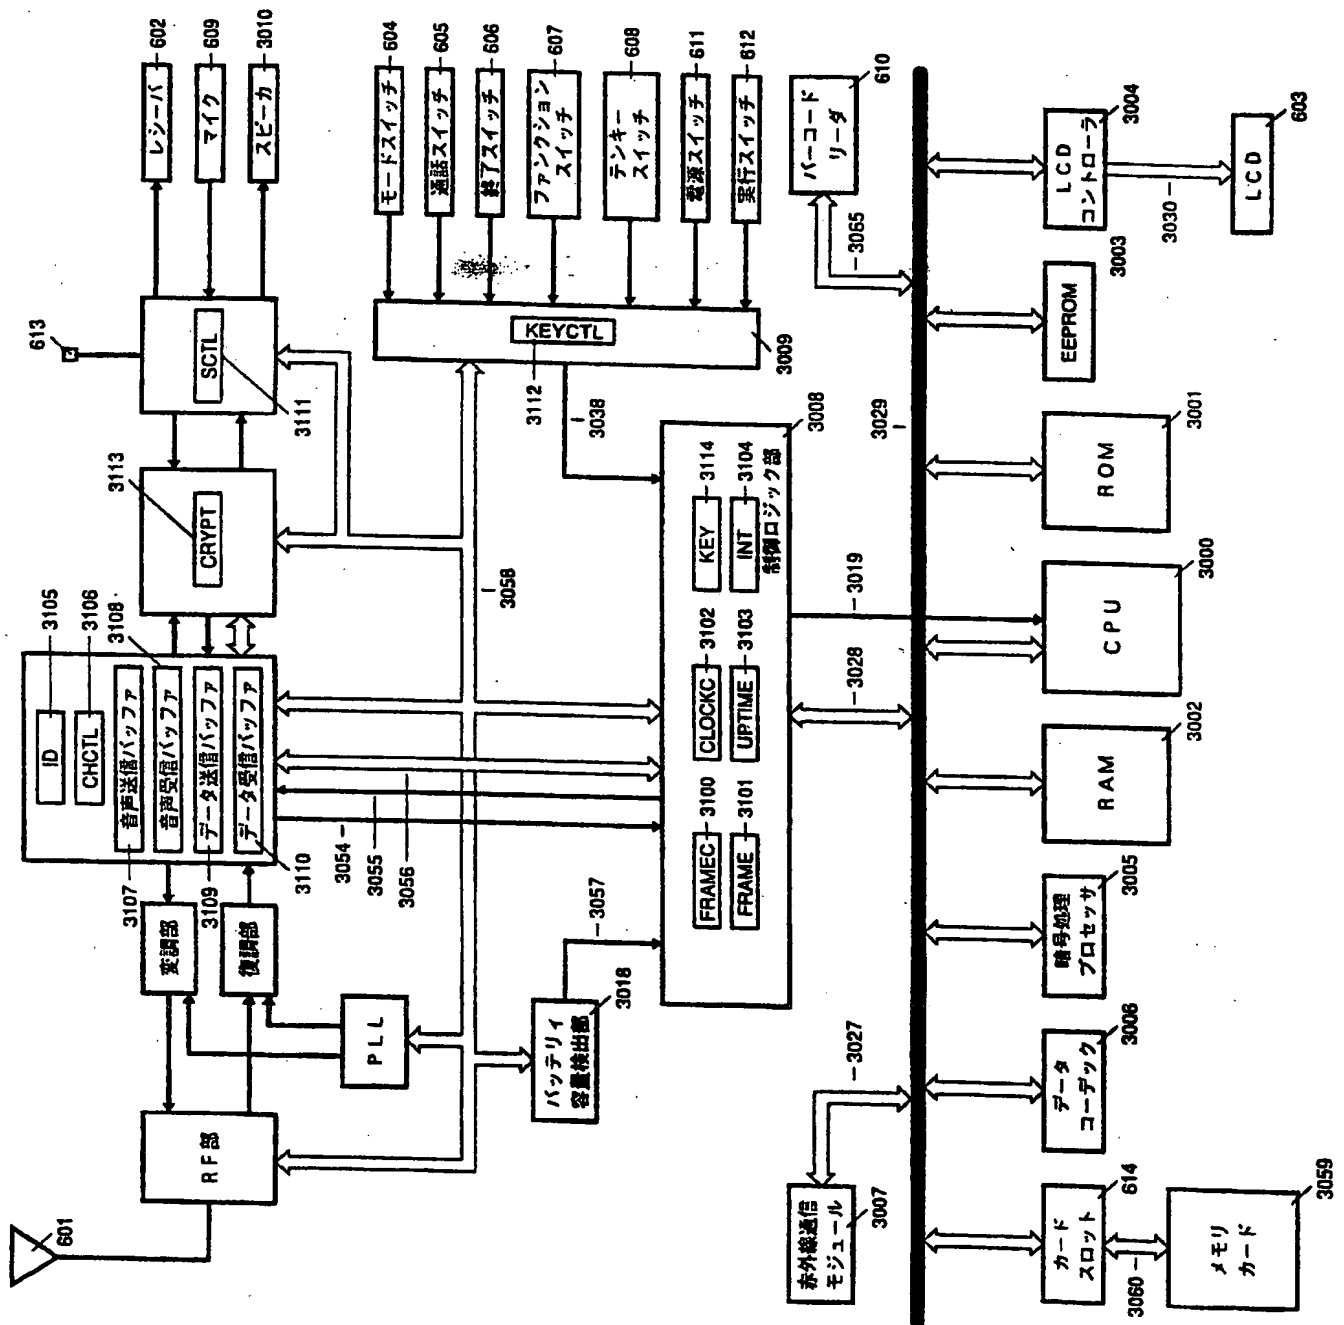 601
RF部
変調部
復調部
PLL
バッテリィ
容量検出部
3018
3057
ID
3105
CHCTL
3106
音声送信バッファ
3107
音声受信バッファ
3108
データ送信バッファ
3109
データ受信バッファ
3110
3054
3055
3056
CRYPT
3113
SCTL
3111
613
レシーバ
602
マイク
609
スピーカ
3010
3058
モードスイッチ
604
通話スイッチ
605
終了スイッチ
606
ファンクション
スイッチ
607
テンキー
スイッチ
608
電源スイッチ
611
実行スイッチ
612
KEYCTL
3112
3009
3038
FRAMEC
3100
CLOCKC
3102
KEY
3114
FRAME
3101
UPTIME
3103
INT
3104
制御ロジック部
3008
赤外線通信
モジュール
3007
3027
3028
3019
3029
バーコード
リーダ
610
3065
カード
スロット
614
3060
メモリ
カード
3059
データ
コーデック
3006
暗号処理
プロセッサ
3005
RAM
3002
CPU
3000
ROM
3001
EEPROM
3003
LCD
コントローラ
3004
3030
LCD
603